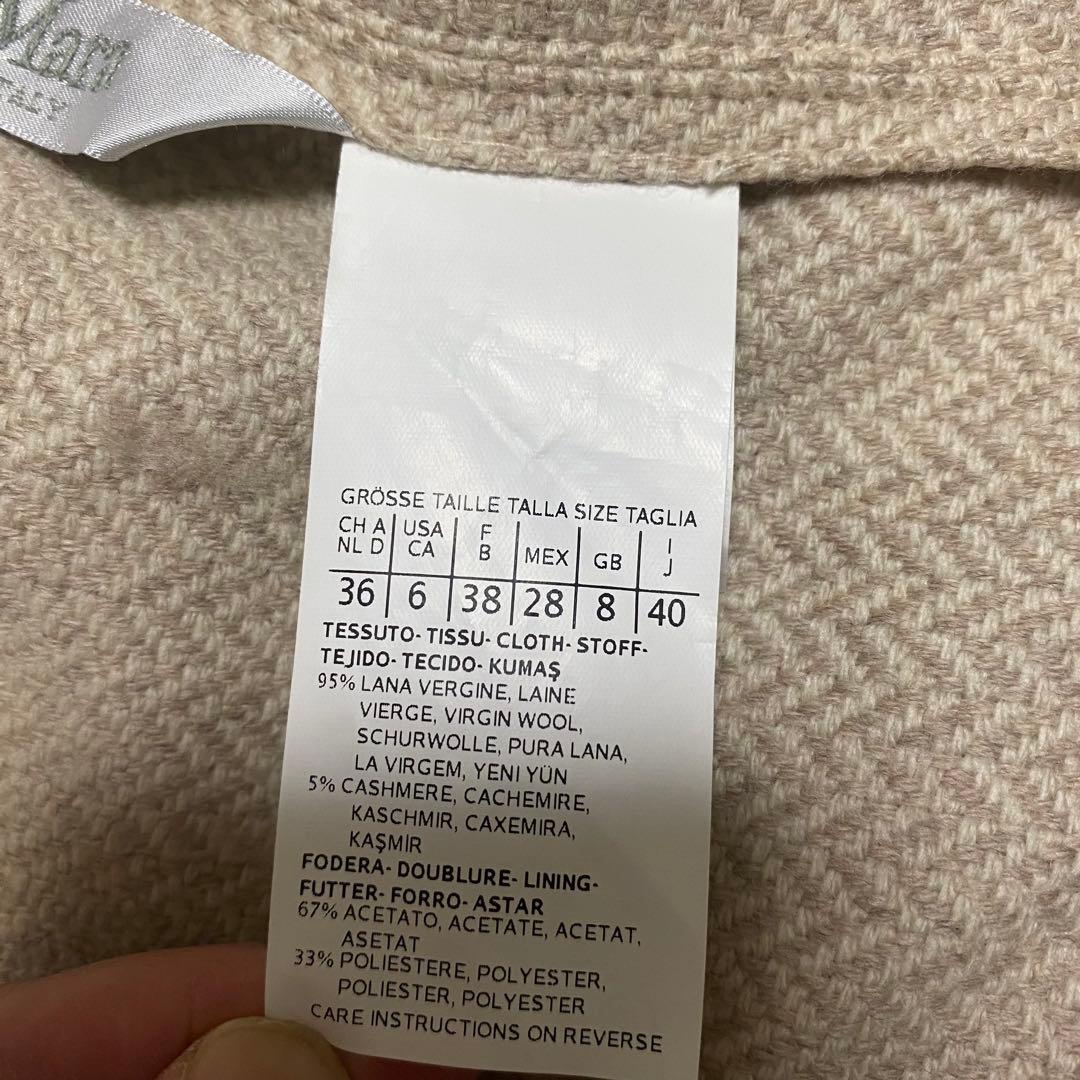 Mara
ITALY
GRÖSSE TAILLE TALLA SIZE TAGLIA
CH A USA F MEX GB I
NL D CA B J
36 6 38 28 8 40
TESSUTO- TISSU- CLOTH- STOFF-
TEJIDO- TECIDO- KUMAŞ
95% LANA VERGINE, LAINE
VIERGE, VIRGIN WOOL,
SCHURWOLLE, PURA LANA,
LA VIRGEM, YENI YÜN
5% CASHMERE, CACHEMIRE,
KASCHMIR, CAXEMIRA,
KAŞMİR
FODERA- DOUBLURE- LINING-
FUTTER- FORRO- ASTAR
67% ACETATO, ACETATE, ACETAT,
ASETAT
33% POLIESTERE, POLYESTER,
POLIESTER, POLYESTER
CARE INSTRUCTIONS ON REVERSE